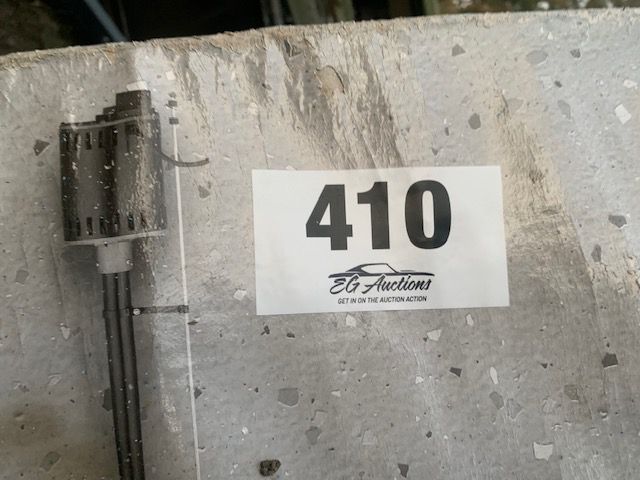 410
EG Auctions
GET IN ON THE AUCTION ACTION